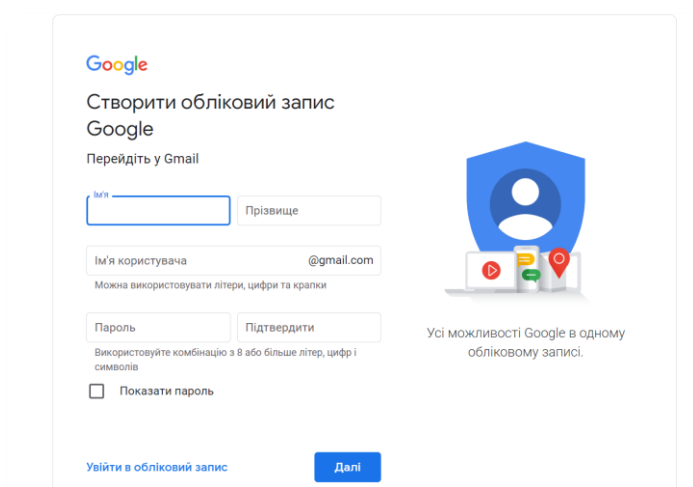 Google
Створити обліковий запис
Google
Перейдіть у Gmail
Ім'я
Прізвище
Ім'я користувача @gmail.com
Можна використовувати літери, цифри та крапки
Пароль Підтвердити
Використовуйте комбінацію з 8 або більше літер, цифр і
символів
Показати пароль
Усі можливості Google в одному
обліковому записі.
Увійти в обліковий запис Далі